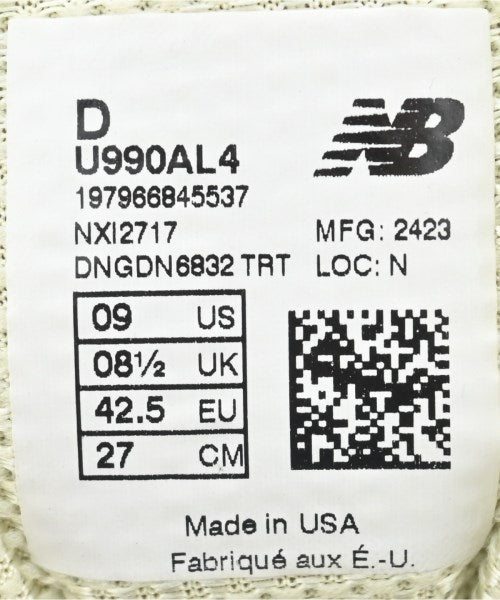 D
U990AL4
NB
197966845537
NXI2717
MFG: 2423
DNGDN6832 TRT
LOC: N
09 US
08½ UK
42.5 EU
27 CM
Made in USA
Fabriqué aux É.-U.